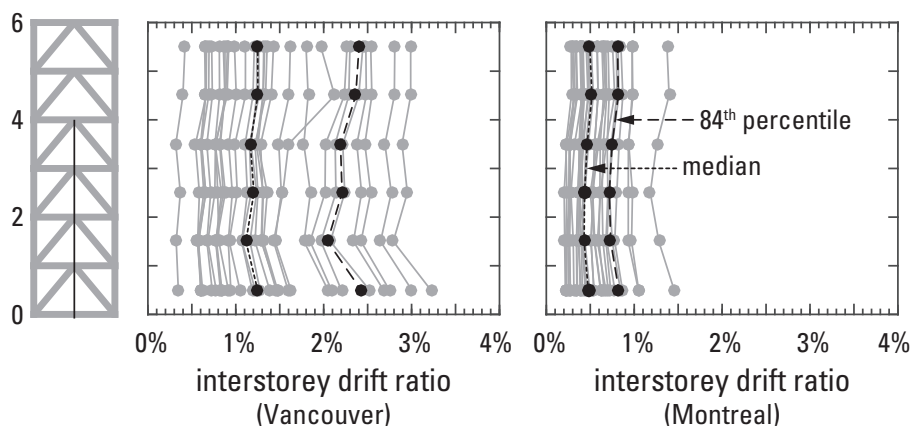 6
4
2
0
84th percentile
median
0% 1% 2% 3% 4%
0% 1% 2% 3% 4%
interstorey drift ratio
(Vancouver)
interstorey drift ratio
(Montreal)